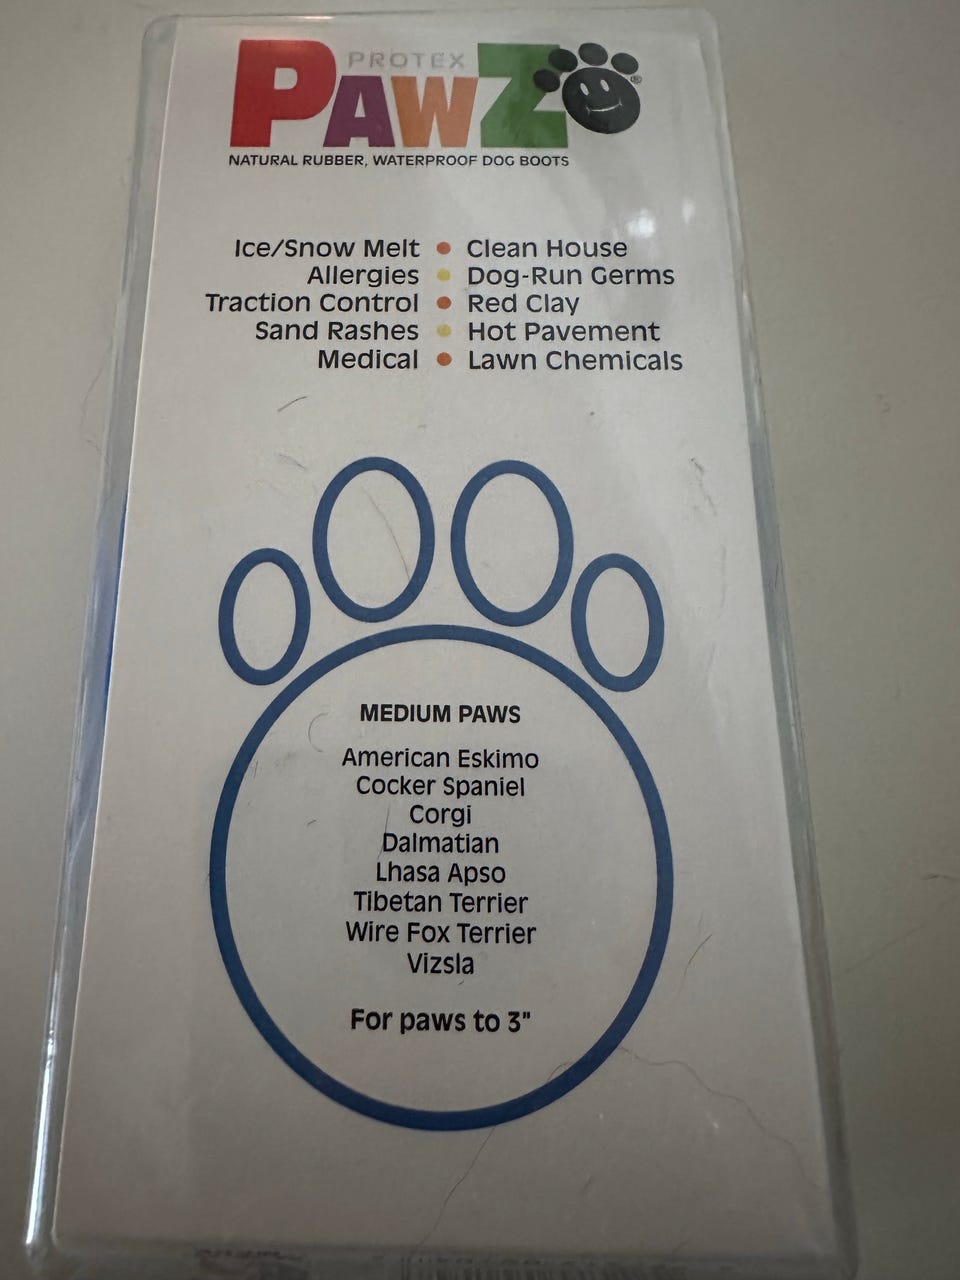 PROTEX
PAWZ ®
NATURAL RUBBER, WATERPROOF DOG BOOTS
Ice/Snow Melt • Clean House
Allergies • Dog-Run Germs
Traction Control • Red Clay
Sand Rashes • Hot Pavement
Medical • Lawn Chemicals
MEDIUM PAWS
American Eskimo
Cocker Spaniel
Corgi
Dalmatian
Lhasa Apso
Tibetan Terrier
Wire Fox Terrier
Vizsla
For paws to 3"